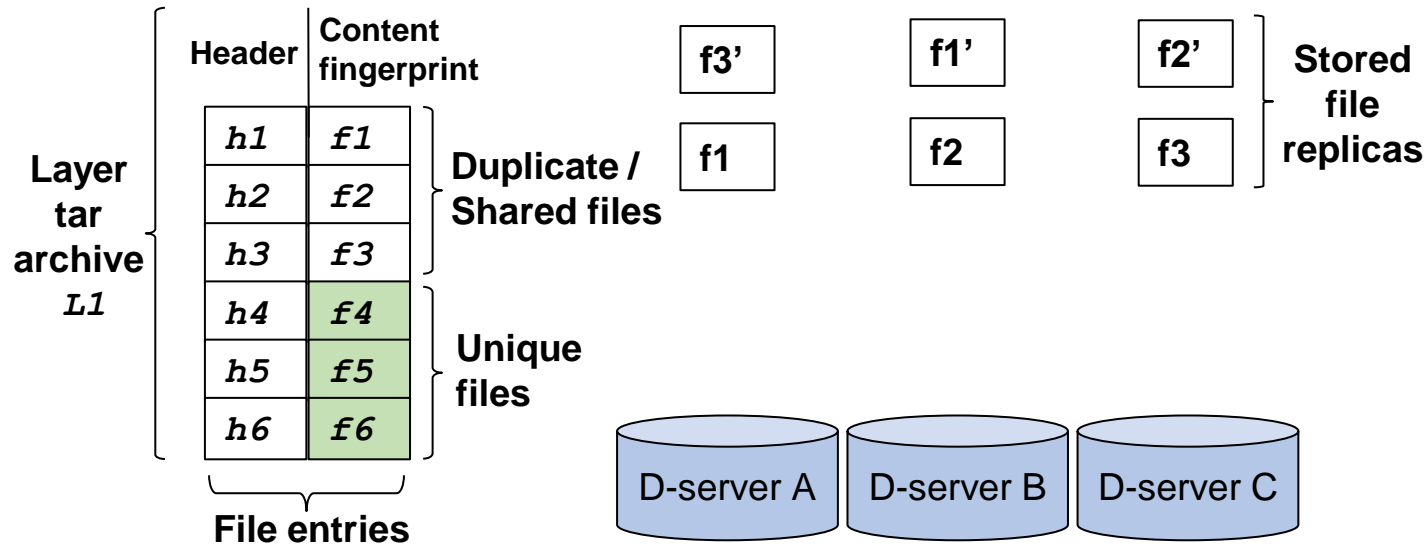 Header
Content
fingerprint
Layer
tar
archive
L1
h1 f1
h2 f2
h3 f3
h4 f4
h5 f5
h6 f6
File entries
Duplicate /
Shared files
Unique
files
f3’ f1’ f2’
f1 f2 f3
Stored
file
replicas
D-server A D-server B D-server C